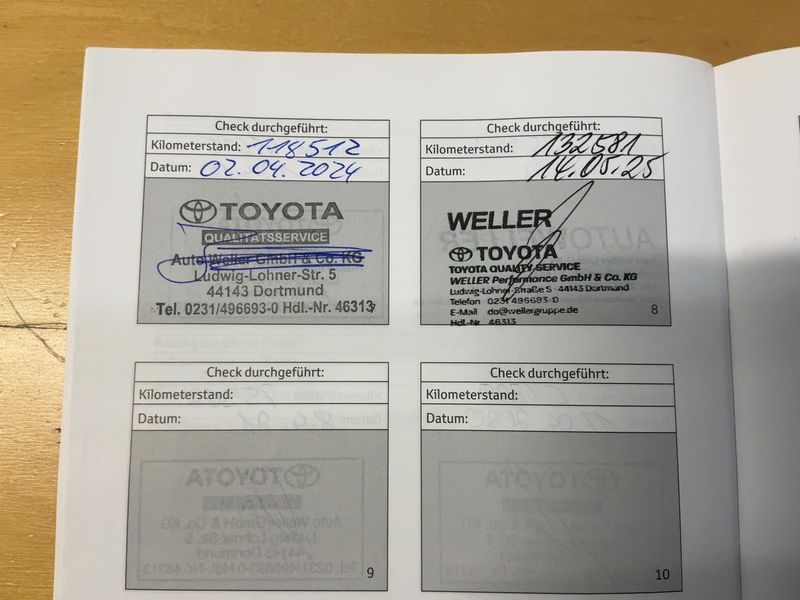 Check durchgeführt:
Kilometerstand: 118512
Datum: 02.04.2024
TOYOTA
QUALITÄTSSERVICE
Auto Weller GmbH & Co. KG
Ludwig-Lohner-Str. 5
44143 Dortmund
Tel. 0231/496693-0 Hdl.-Nr. 46313
Check durchgeführt:
Kilometerstand: 132581
Datum: 14.05.25
WELLER
TOYOTA
TOYOTA QUALITY SERVICE
WELLER Performance GmbH & Co. KG
Ludwig-Lohner-Straße 5 · 44143 Dortmund
Telefon 0231 496693-0
E-Mail do@wellergruppe.de
Hdl.-Nr. 46313
8
Check durchgeführt:
Kilometerstand:
Datum:
9
Check durchgeführt:
Kilometerstand:
Datum:
10